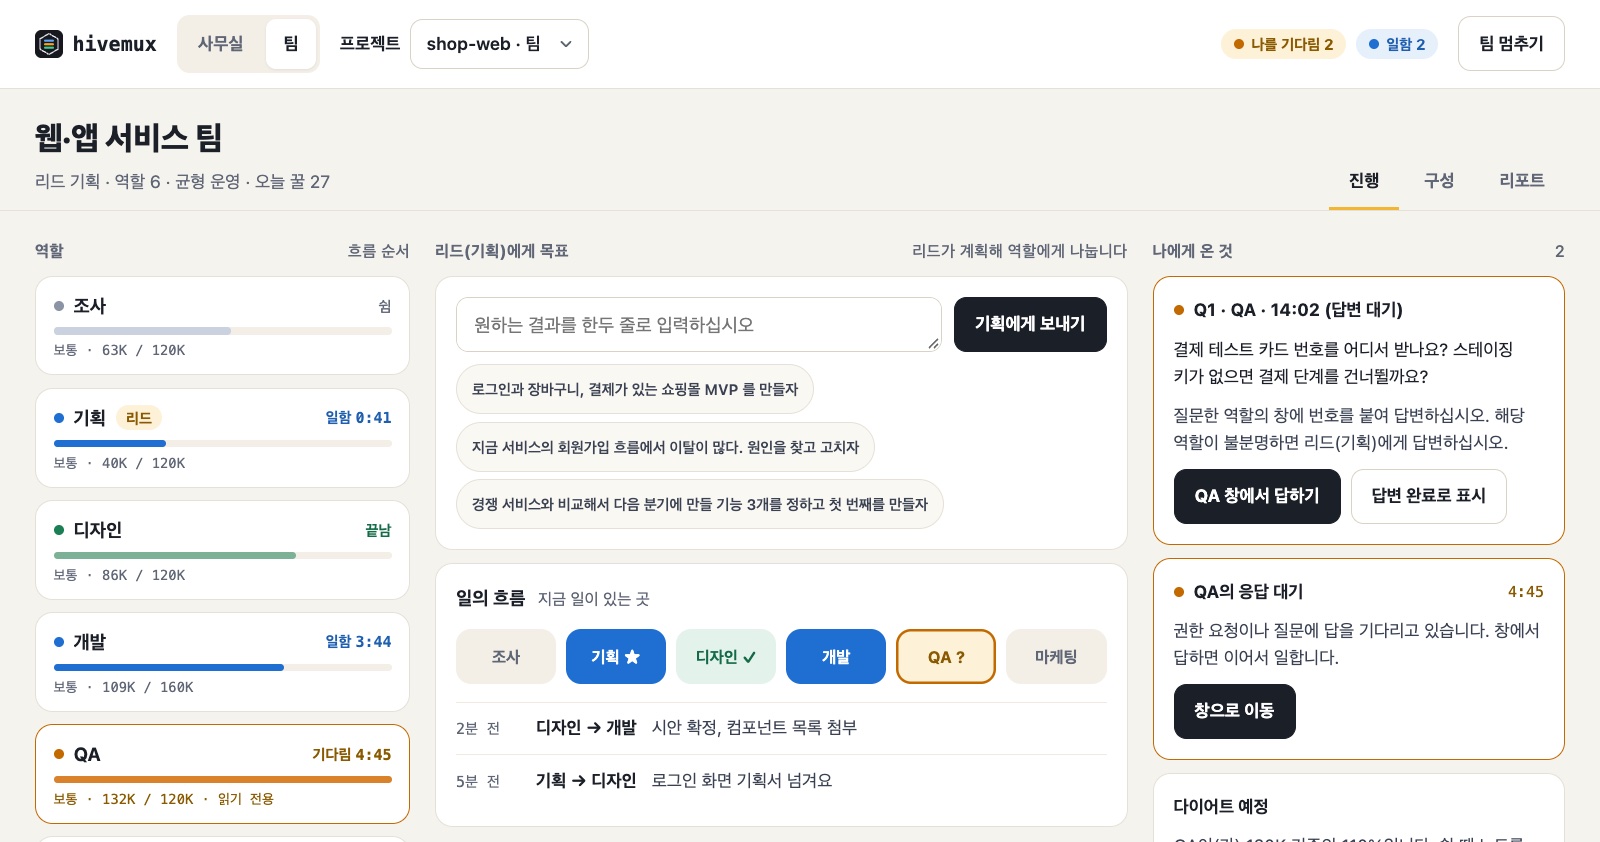 hivemux
사무실
팀
프로젝트
shop-web · 팀
나를 기다림 2
일함 2
팀 멈추기
웹·앱 서비스 팀
리드 기획 · 역할 6 · 균형 운영 · 오늘 꿀 27
진행
구성
리포트
역할
흐름 순서
조사
쉼
보통 · 63K / 120K
기획
리드
일함 0:41
보통 · 40K / 120K
디자인
끝남
보통 · 86K / 120K
개발
일함 3:44
보통 · 109K / 160K
QA
기다림 4:45
보통 · 132K / 120K · 읽기 전용
리드(기획)에게 목표
리드가 계획해 역할에게 나눕니다
원하는 결과를 한두 줄로 입력하십시오
기획에게 보내기
로그인과 장바구니, 결제가 있는 쇼핑몰 MVP 를 만들자
지금 서비스의 회원가입 흐름에서 이탈이 많다. 원인을 찾고 고치자
경쟁 서비스와 비교해서 다음 분기에 만들 기능 3개를 정하고 첫 번째를 만들자
일의 흐름
지금 일이 있는 곳
조사
기획 ★
디자인 ✓
개발
QA ?
마케팅
2분 전
디자인 → 개발
시안 확정, 컴포넌트 목록 첨부
5분 전
기획 → 디자인
로그인 화면 기획서 넘겨요
나에게 온 것
2
Q1 · QA · 14:02 (답변 대기)
결제 테스트 카드 번호를 어디서 받나요? 스테이징
키가 없으면 결제 단계를 건너뛸까요?
질문한 역할의 창에 번호를 붙여 답변하십시오. 해당
역할이 불분명하면 리드(기획)에게 답변하십시오.
QA 창에서 답하기
답변 완료로 표시
QA의 응답 대기
4:45
권한 요청이나 질문에 답을 기다리고 있습니다. 창에서
답하면 이어서 일합니다.
창으로 이동
다이어트 예정